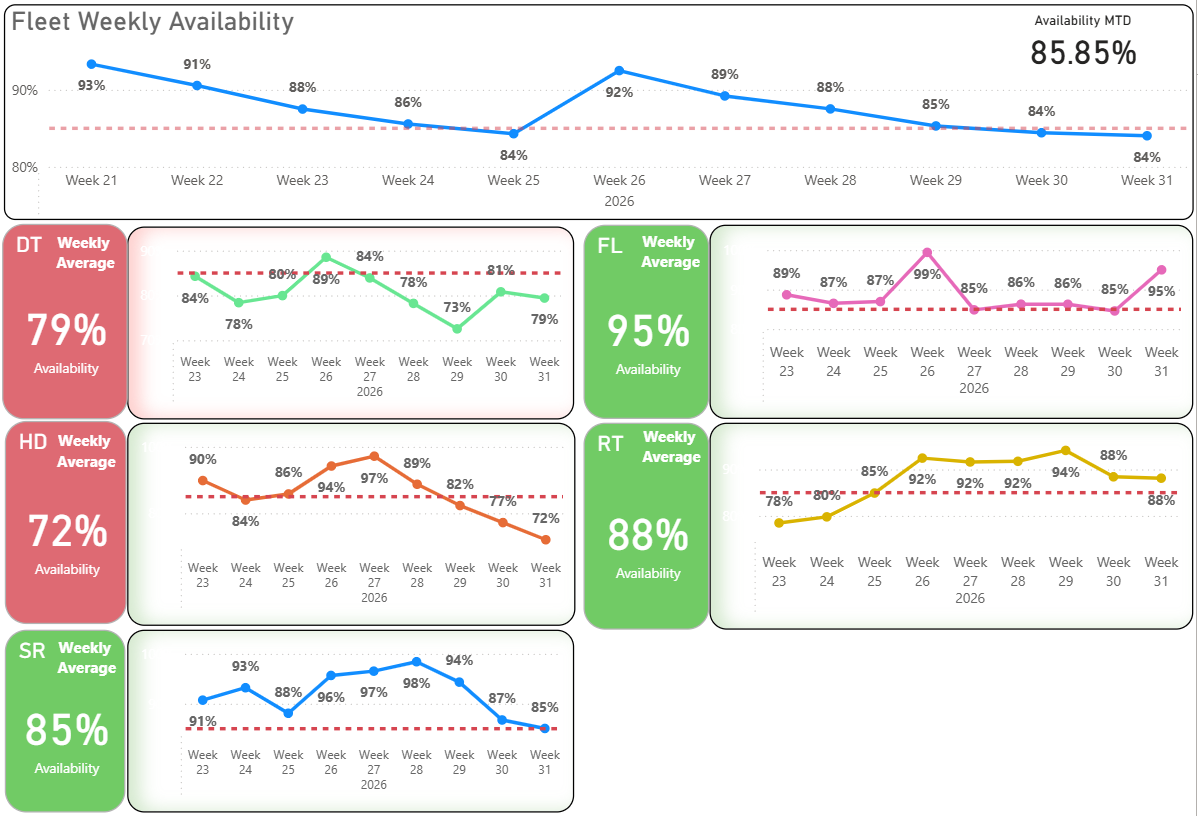 Fleet Weekly Availability
Availability MTD
85.85%
90%
80%
93%
91%
88%
86%
84%
92%
89%
88%
85%
84%
84%
Week 21 Week 22 Week 23 Week 24 Week 25 Week 26 Week 27 Week 28 Week 29 Week 30 Week 31
2026
DT Weekly
Average
79%
Availability
84% 78% 80% 89% 84% 78% 73% 81% 79%
Week Week Week Week Week Week Week Week Week
23 24 25 26 27 28 29 30 31
2026
FL Weekly
Average
95%
Availability
89% 87% 87% 99% 85% 86% 86% 85% 95%
Week Week Week Week Week Week Week Week Week
23 24 25 26 27 28 29 30 31
2026
HD Weekly
Average
72%
Availability
90% 84% 86% 94% 97% 89% 82% 77% 72%
Week Week Week Week Week Week Week Week Week
23 24 25 26 27 28 29 30 31
2026
RT Weekly
Average
88%
Availability
78% 80% 85% 92% 92% 92% 94% 88% 88%
Week Week Week Week Week Week Week Week Week
23 24 25 26 27 28 29 30 31
2026
SR Weekly
Average
85%
Availability
91% 93% 88% 96% 97% 98% 94% 87% 85%
Week Week Week Week Week Week Week Week Week
23 24 25 26 27 28 29 30 31
2026